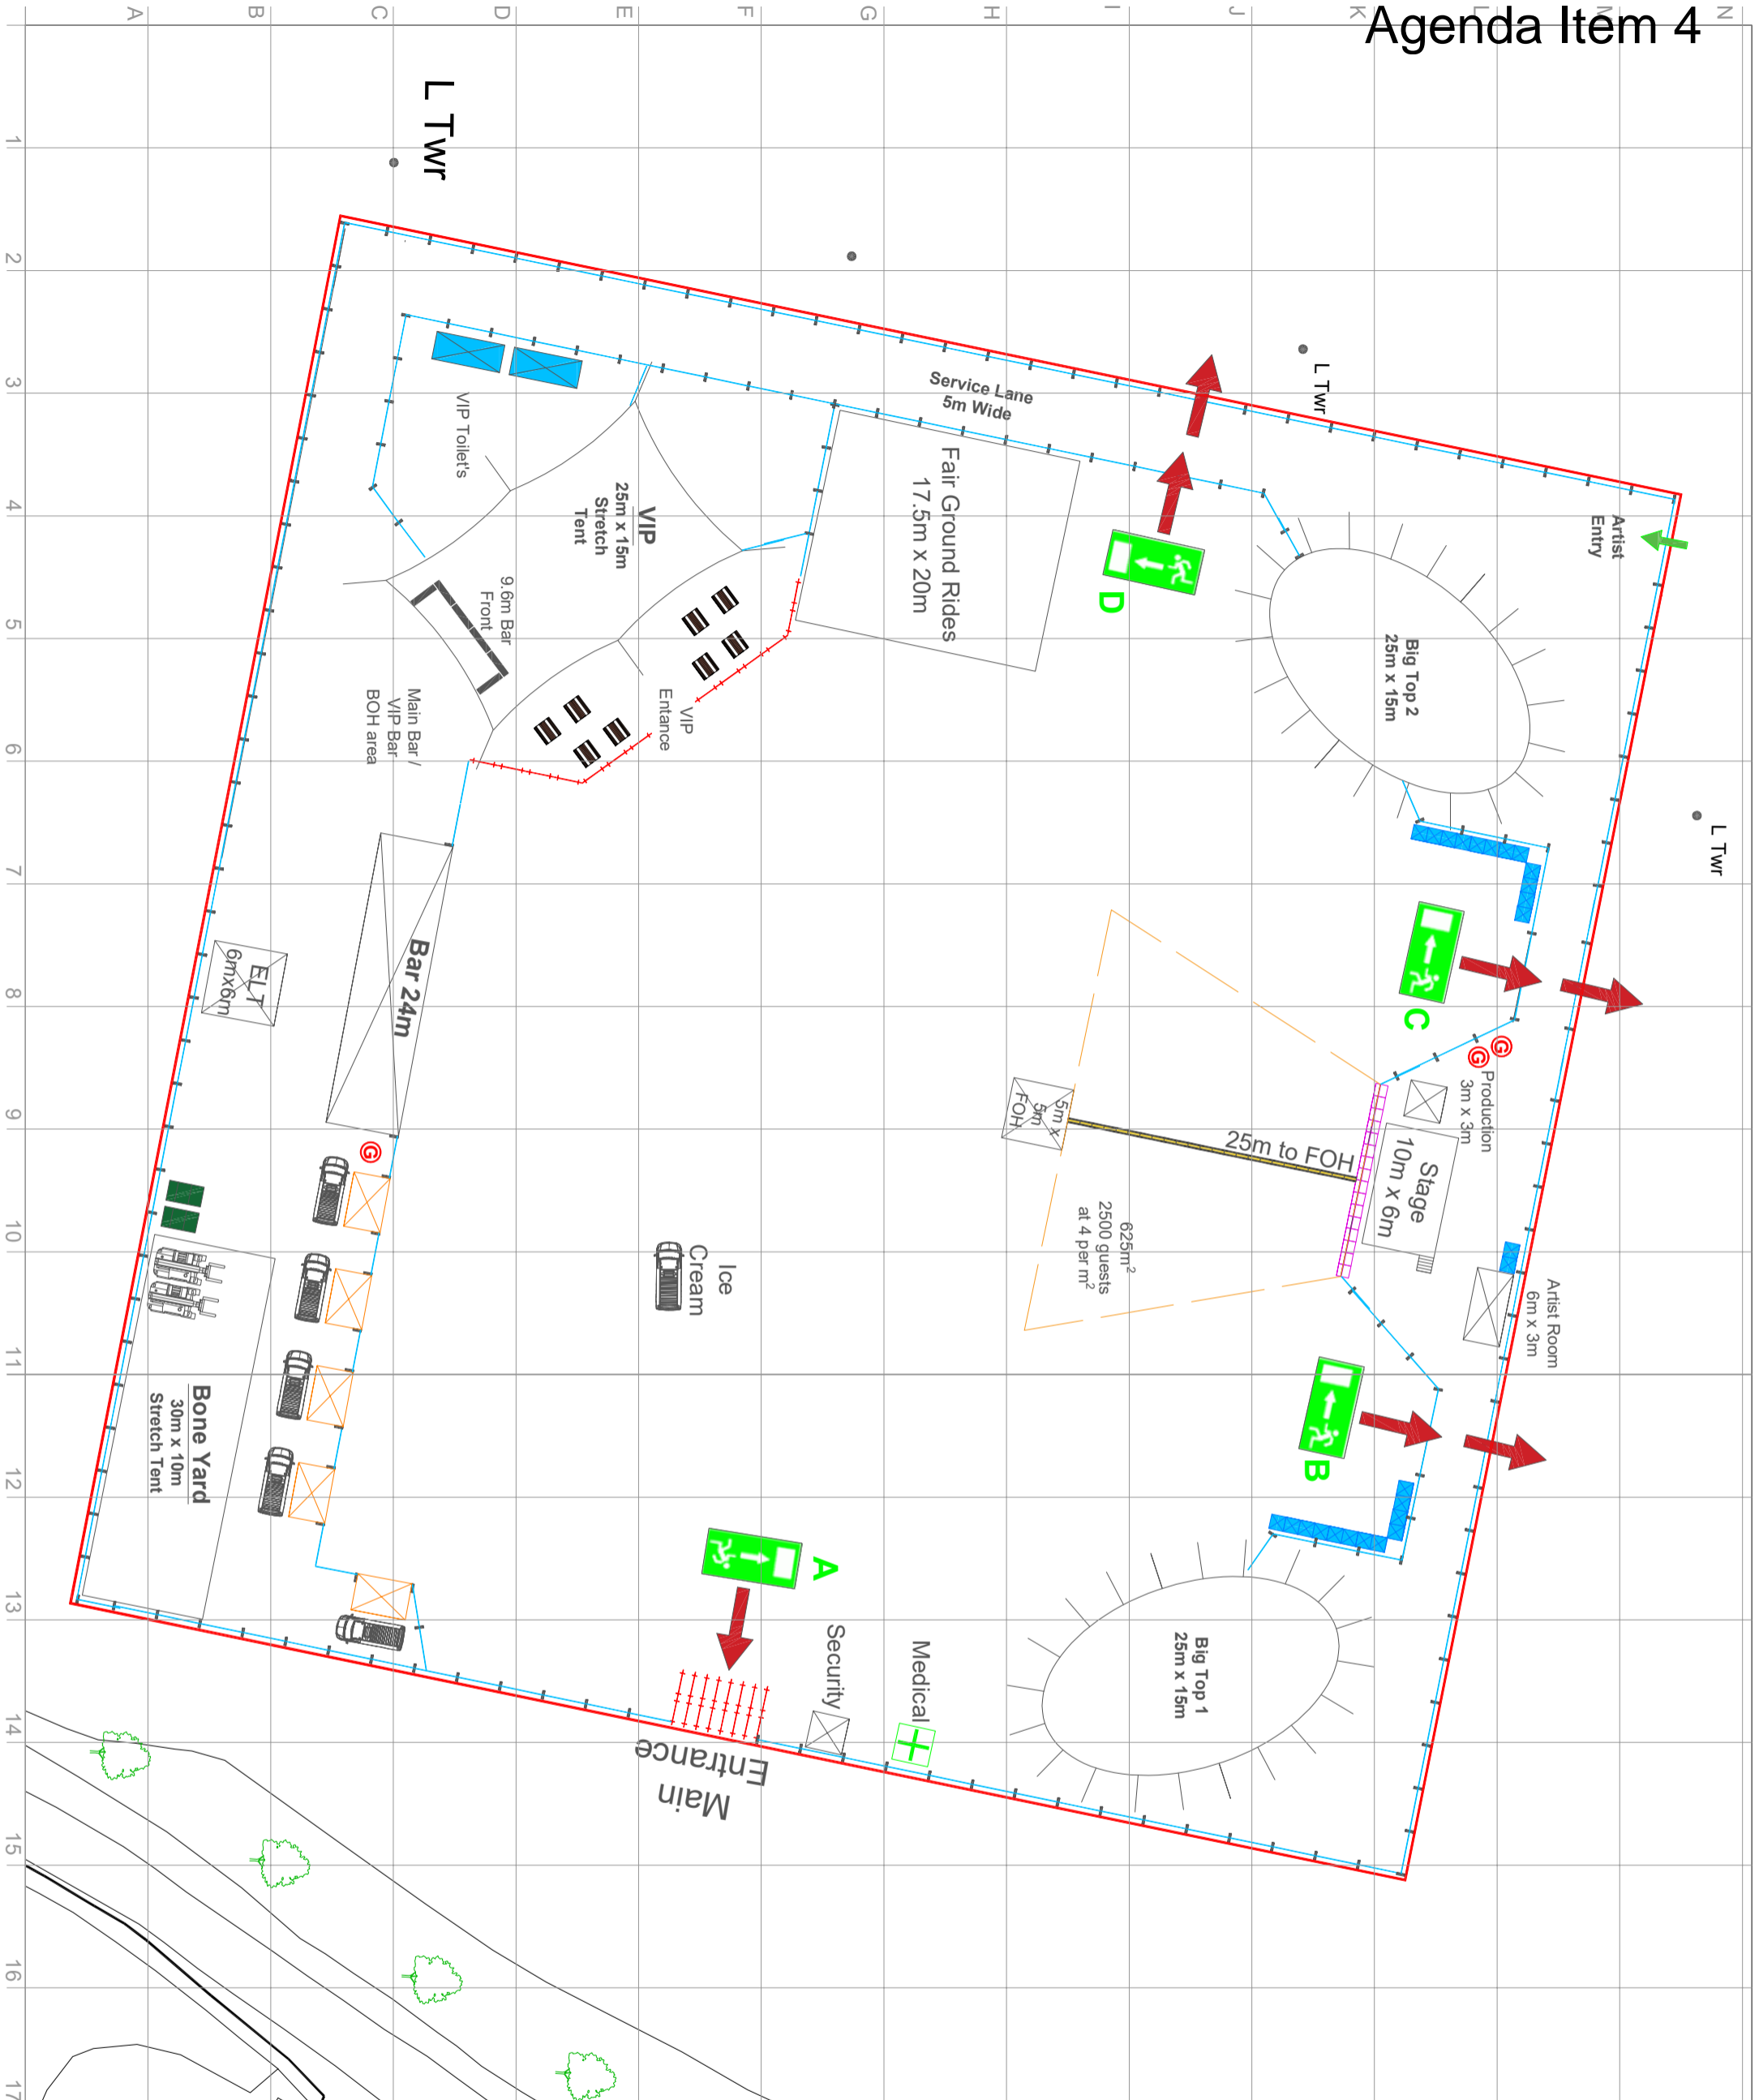 Agenda Item 4
A
B
C
D
E
F
G
H
I
J
K
L
M
N
1
2
3
4
5
6
7
8
9
10
11
12
13
14
15
16
17
L Twr
L Twr
L Twr
Artist
Entry
Service Lane
5m Wide
Fair Ground Rides
17.5m x 20m
D
Big Top 2
25m x 15m
VIP Toilet's
VIP
25m x 15m
Stretch
Tent
9.6m Bar
Front
VIP
Entance
Main Bar /
VIP Bar
BOH area
Bar 24m
ELT
6mx6m
C
G
G
Production
3m x 3m
Stage
10m x 6m
25m to FOH
5m x
5m
FOH
625m²
2500 guests
at 4 per m²
Artist Room
6m x 3m
G
Ice
Cream
B
Bone Yard
30m x 10m
Stretch Tent
A
Security
Medical
Big Top 1
25m x 15m
Main
Entrance